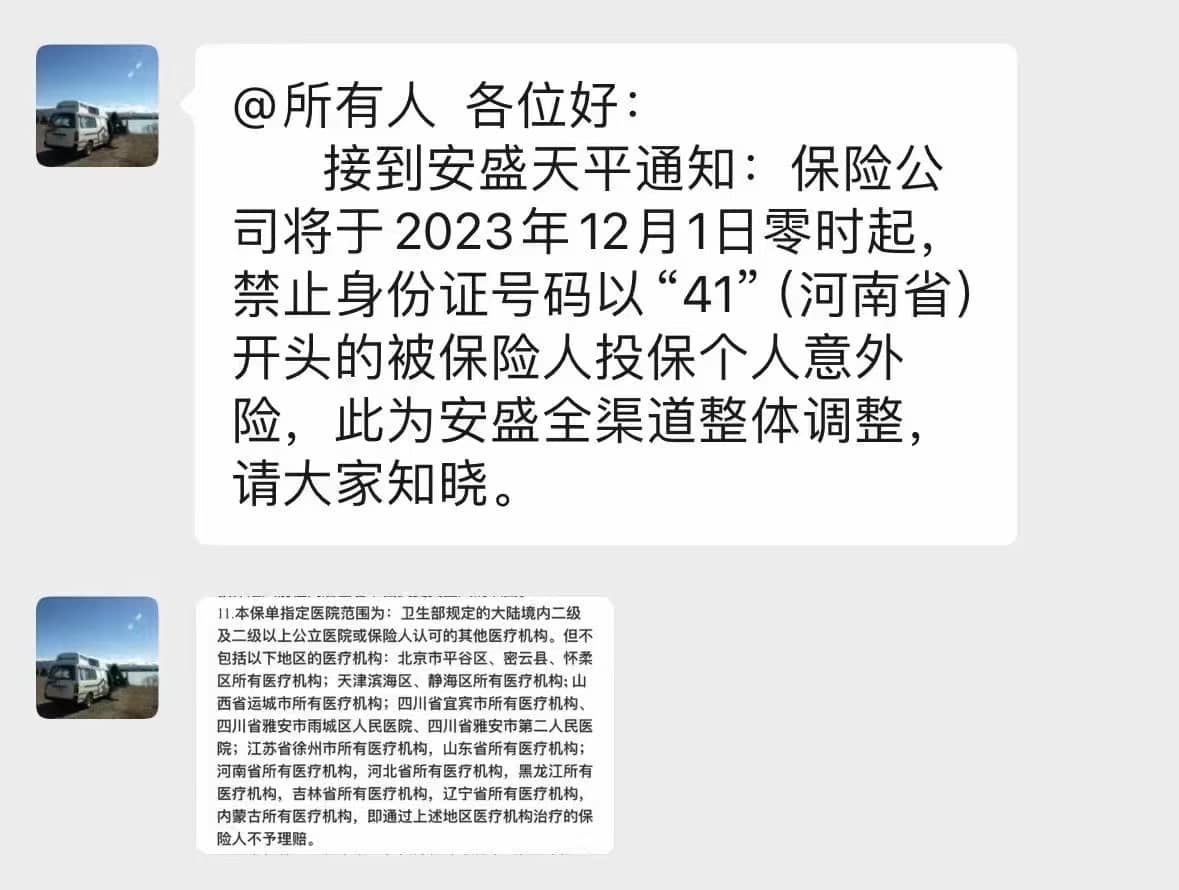 @所有人 各位好：
接到安盛天平通知：保险公
司将于2023年12月1日零时起，
禁止身份证号码以“41”（河南省）
开头的被保险人投保个人意外
险，此为安盛全渠道整体调整，
请大家知晓。
11.本保单指定医院范围为：卫生部规定的大陆境内二级
及二级以上公立医院或保险人认可的其他医疗机构。但不
包括以下地区的医疗机构：北京市平谷区、密云县、怀柔
区所有医疗机构；天津滨海区、静海区所有医疗机构；山
西省运城市所有医疗机构；四川省宜宾市所有医疗机构、
四川省雅安市雨城区人民医院、四川省雅安市第二人民医
院；江苏省徐州市所有医疗机构，山东省所有医疗机构；
河南省所有医疗机构，河北省所有医疗机构，黑龙江所有
医疗机构，吉林省所有医疗机构，辽宁省所有医疗机构，
内蒙古所有医疗机构，即通过上述地区医疗机构治疗的保
险人不予理赔。